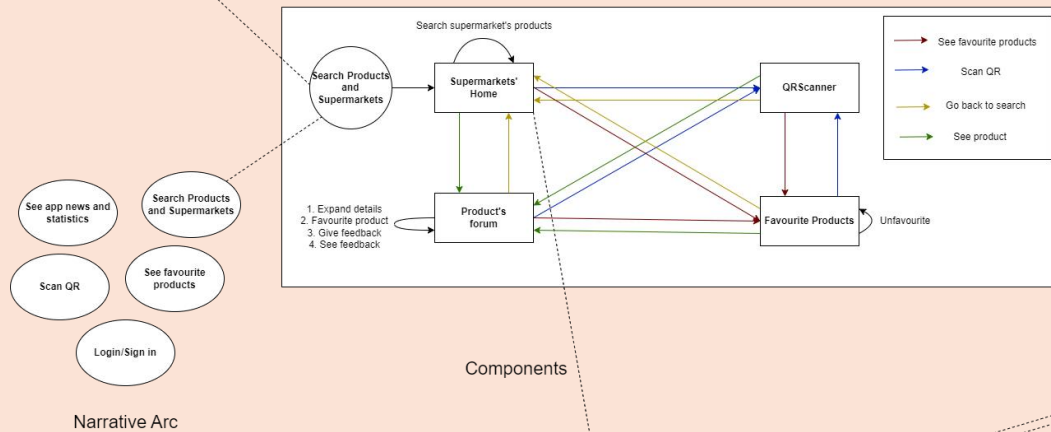 Search supermarket's products
Search Products
and
Supermarkets
Supermarkets'
Home
QRScanner
See favourite products
Scan QR
Go back to search
See product
1. Expand details
2. Favourite product
3. Give feedback
4. See feedback
Product's
forum
Favourite Products
Unfavourite
See app news and
statistics
Search Products
and Supermarkets
Scan QR
See favourite
products
Login/Sign in
Components
Narrative Arc